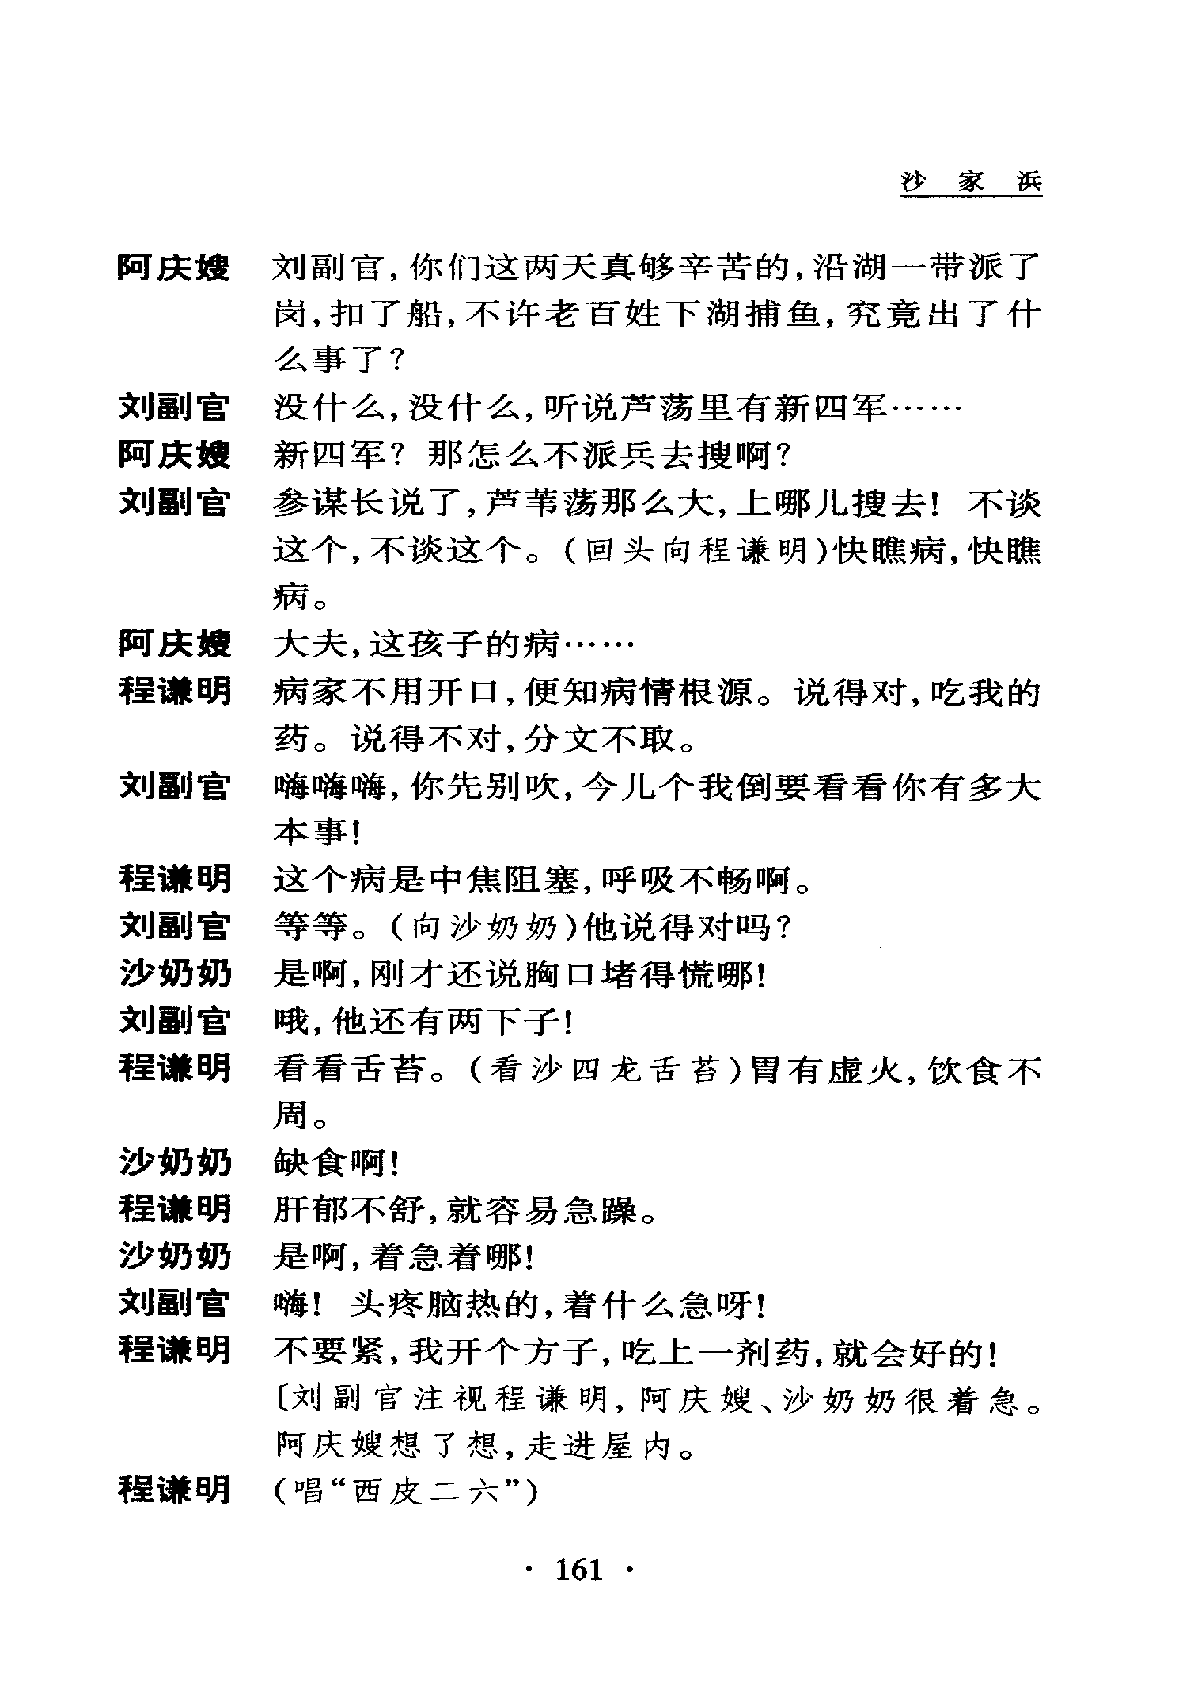 沙家浜
阿庆嫂 刘副官,你们这两天真够辛苦的,沿湖一带派了
岗,扣了船,不许老百姓下湖捕鱼,究竟出了什
么事了?
刘副官 没什么,没什么,听说芦荡里有新四军……
阿庆嫂 新四军? 那怎么不派兵去搜啊?
刘副官 参谋长说了,芦苇荡那么大,上哪儿搜去! 不谈
这个,不谈这个。(回头向程谦明)快瞧病,快瞧
病。
阿庆嫂 大夫,这孩子的病……
程谦明 病家不用开口,便知病情根源。说得对,吃我的
药。说得不对,分文不取。
刘副官 嗨嗨嗨,你先别吹,今儿个我倒要看看你有多大
本事!
程谦明 这个病是中焦阻塞,呼吸不畅啊。
刘副官 等等。(向沙奶奶)他说得对吗?
沙奶奶 是啊,刚才还说胸口堵得慌哪!
刘副官 哦,他还有两下子!
程谦明 看看舌苔。(看沙四龙舌苔)胃有虚火,饮食不
周。
沙奶奶 缺食啊!
程谦明 肝郁不舒,就容易急躁。
沙奶奶 是啊,着急着哪!
刘副官 嗨! 头疼脑热的,着什么急呀!
程谦明 不要紧,我开个方子,吃上一剂药,就会好的!
〔刘副官注视程谦明,阿庆嫂、沙奶奶很着急。
阿庆嫂想了想,走进屋内。
程谦明 (唱“西皮二六”)
· 161 ·